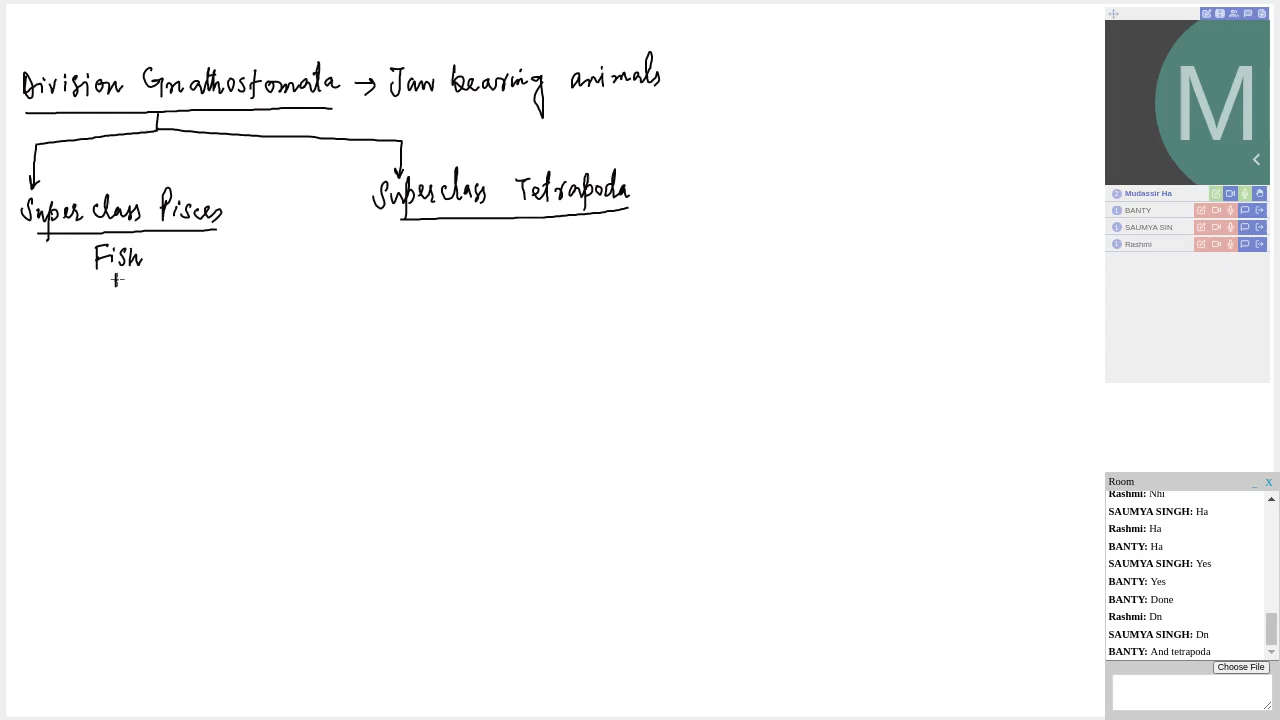 Division Gnathostomata → Jaw bearing animals
Superclass Pisces
Superclass Tetrapoda
Fish
M
Mudassir Ha
BANTY
SAUMYA SIN
Rashmi
Room
_ X
Rashmi: Nhi
SAUMYA SINGH: Ha
Rashmi: Ha
BANTY: Ha
SAUMYA SINGH: Yes
BANTY: Yes
BANTY: Done
Rashmi: Dn
SAUMYA SINGH: Dn
BANTY: And tetrapoda
Choose File